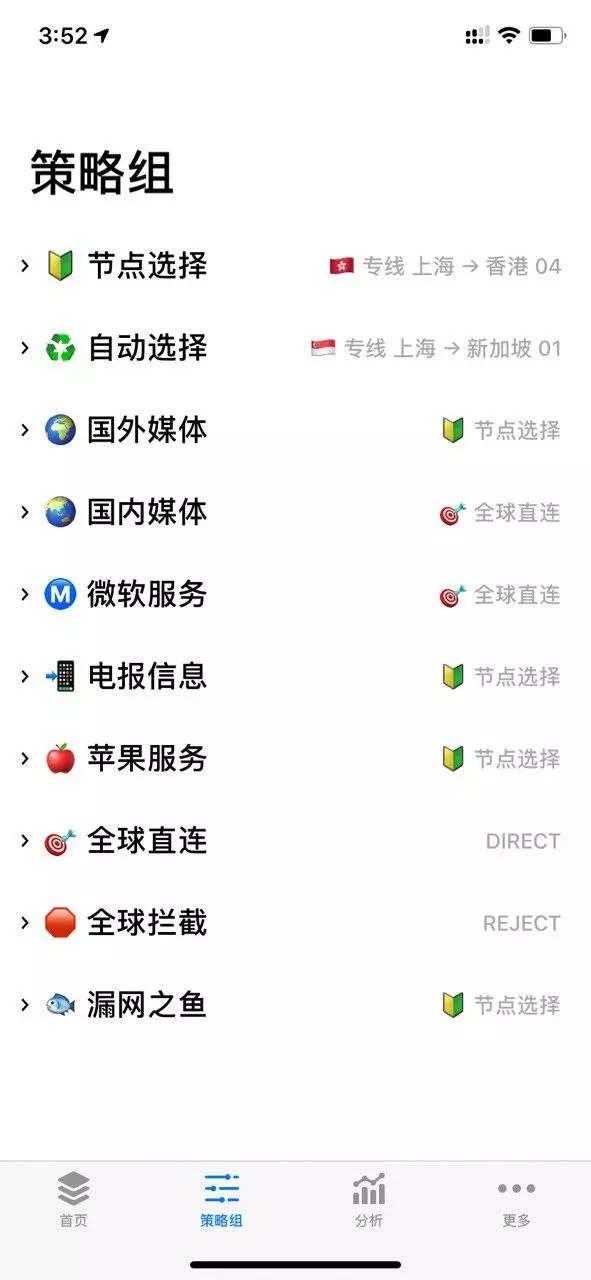 3:52
策略组
节点选择 专线 上海 → 香港 04
自动选择 专线 上海 → 新加坡 01
国外媒体 节点选择
国内媒体 全球直连
M 微软服务 全球直连
电报信息 节点选择
苹果服务 节点选择
全球直连 DIRECT
全球拦截 REJECT
漏网之鱼 节点选择
首页 策略组 分析 更多